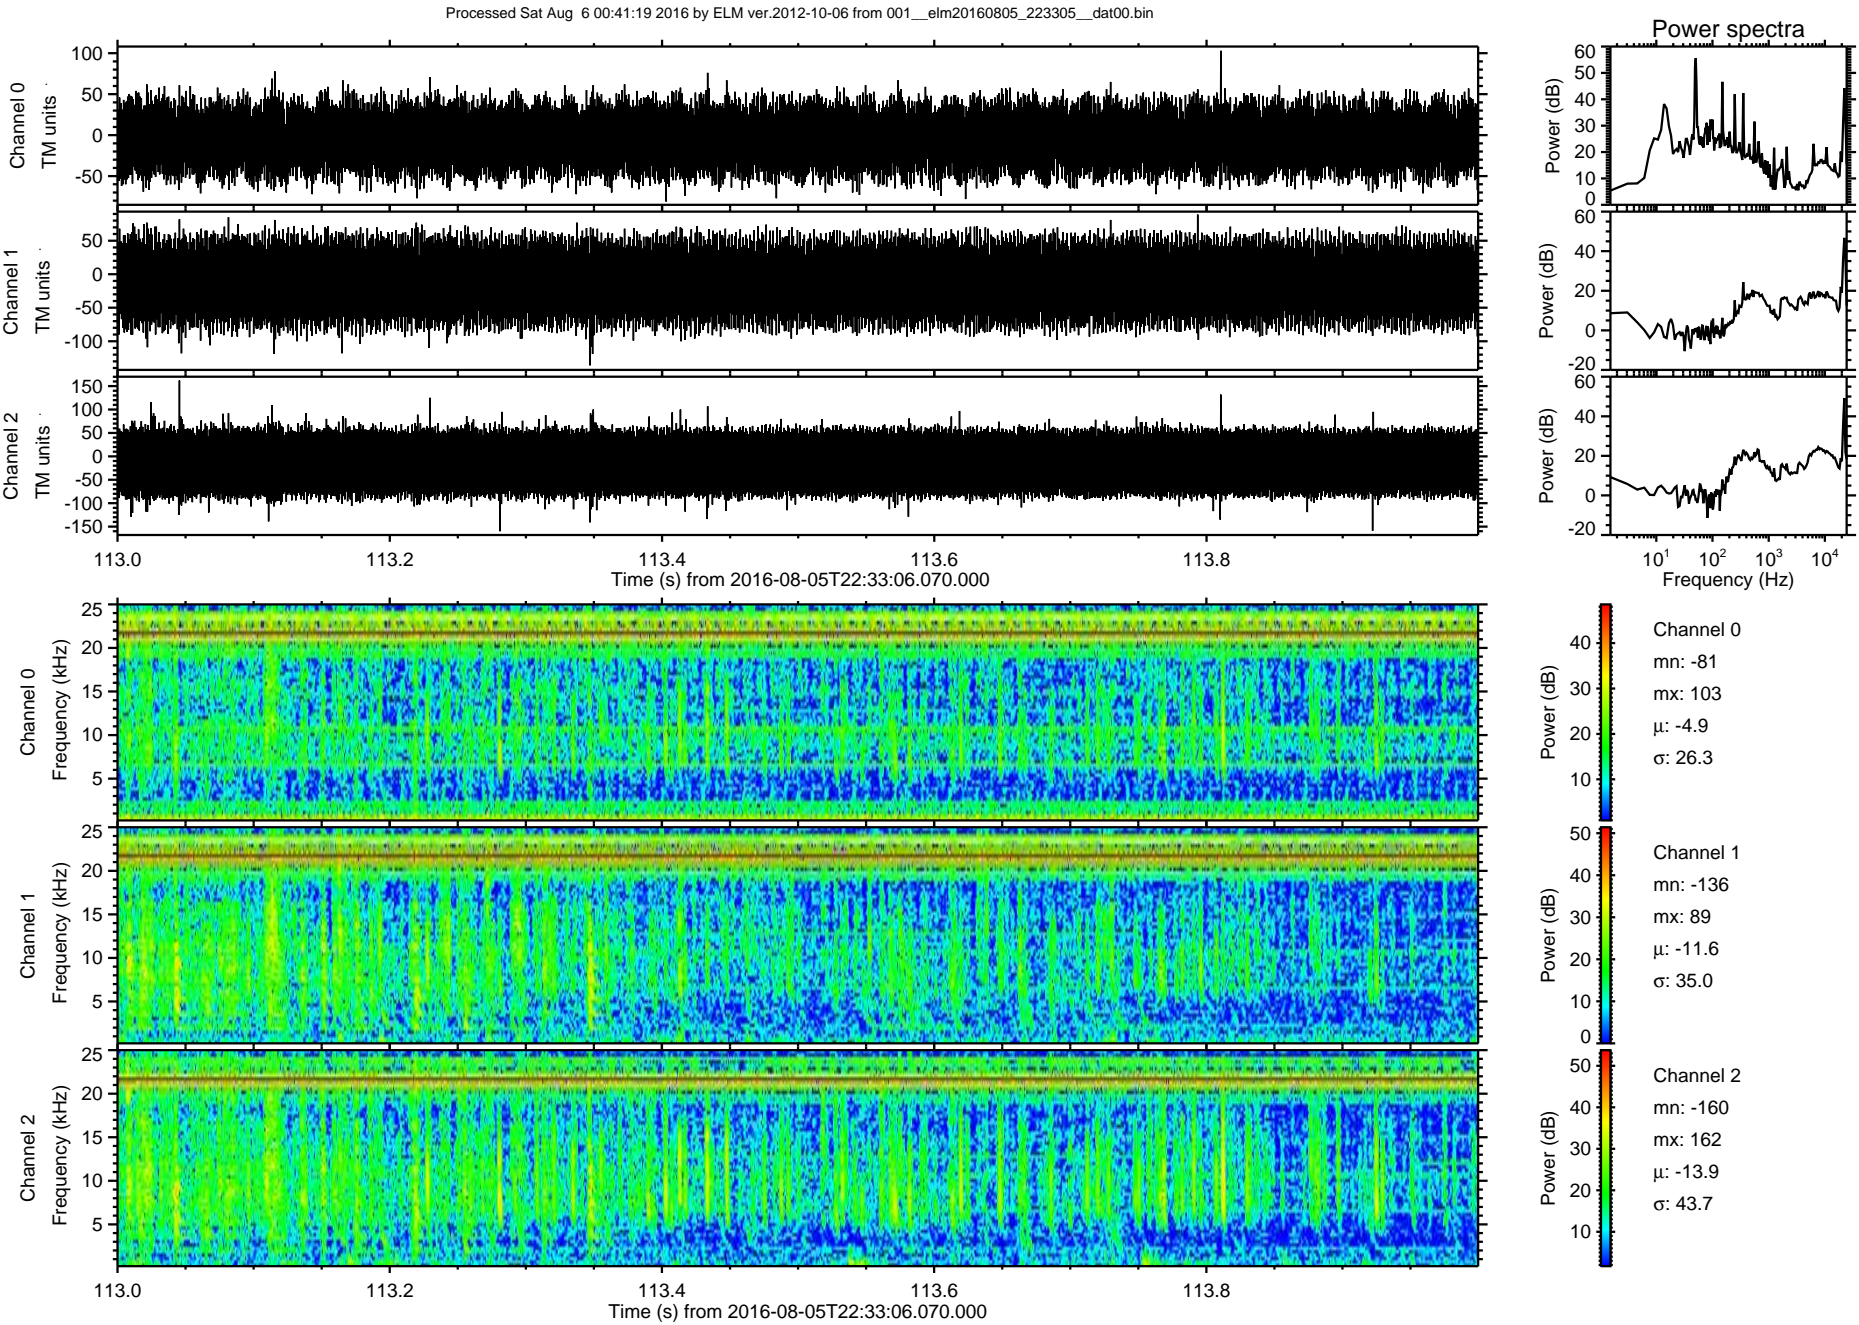 Processed Sat Aug 6 00:41:19 2016 by ELM ver.2012-10-06 from 001__elm20160805_223305__dat00.bin
Power spectra
Channel 0
TM units
100
50
0
-50
Power (dB)
60
50
40
30
20
10
0
Channel 1
TM units
50
0
-50
-100
Power (dB)
60
40
20
0
-20
Channel 2
TM units
150
100
50
0
-50
-100
-150
Power (dB)
60
40
20
0
-20
113.0 113.2 113.4 113.6 113.8
Time (s) from 2016-08-05T22:33:06.070.000
10^1 10^2 10^3 10^4
Frequency (Hz)
Channel 0
Frequency (kHz)
25
20
15
10
5
Power (dB)
40
30
20
10
Channel 0
mn: -81
mx: 103
μ: -4.9
σ: 26.3
Channel 1
Frequency (kHz)
25
20
15
10
5
Power (dB)
50
40
30
20
10
0
Channel 1
mn: -136
mx: 89
μ: -11.6
σ: 35.0
Channel 2
Frequency (kHz)
25
20
15
10
5
Power (dB)
50
40
30
20
10
Channel 2
mn: -160
mx: 162
μ: -13.9
σ: 43.7
113.0 113.2 113.4 113.6 113.8
Time (s) from 2016-08-05T22:33:06.070.000